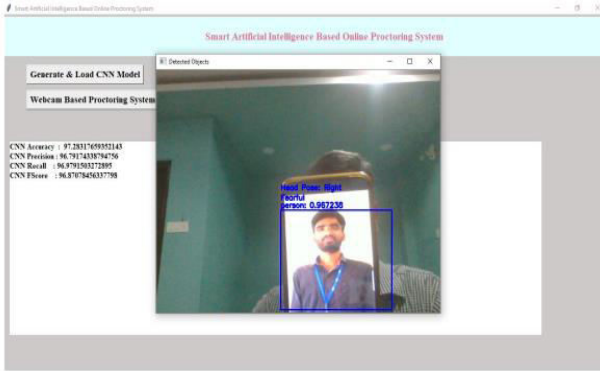 Smart Artificial Intelligence Based Online Proctoring System
Smart Artificial Intelligence Based Online Proctoring System
Detected Objects
Generate & Load CNN Model
Webcam Based Proctoring System
CNN Accuracy : 97.28317659352143
CNN Precision : 96.79174338794756
CNN Recall : 96.9791503272895
CNN FScore : 96.87078456337798
Head Pose: Right
Fearful
person: 0.967238